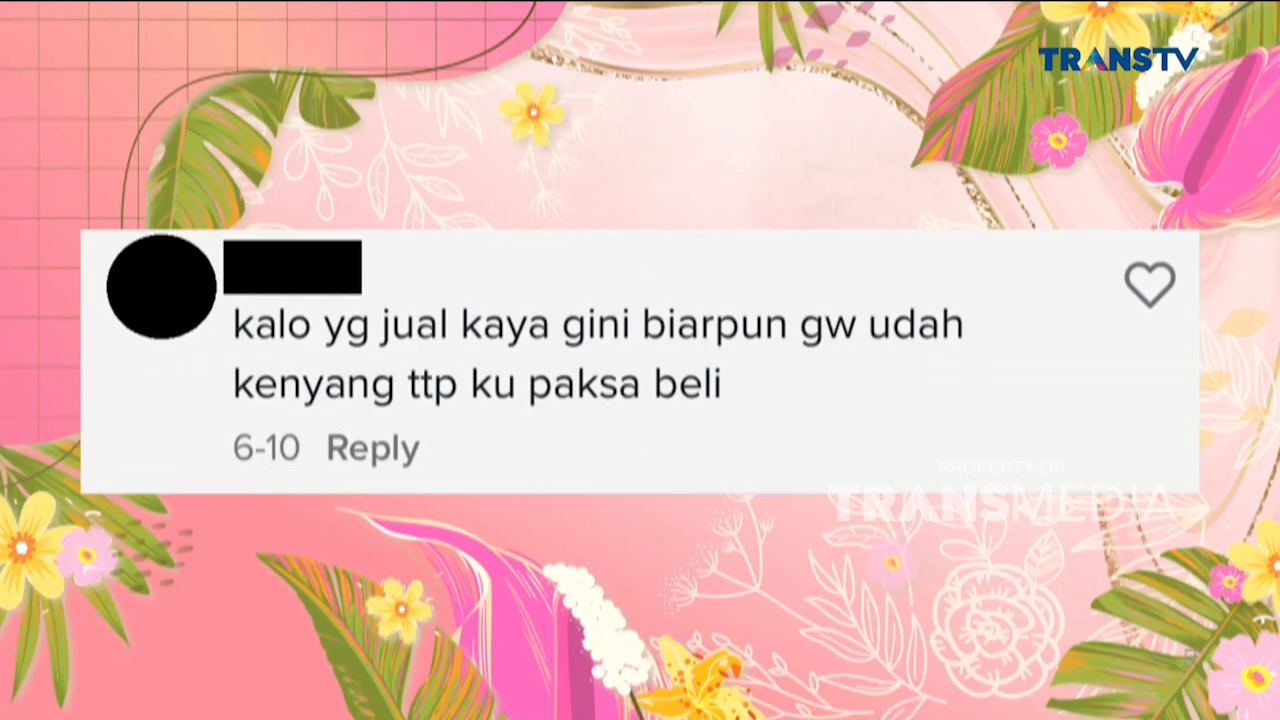 TRANSTV
kalo yg jual kaya gini biarpun gw udah
kenyang ttp ku paksa beli
6-10 Reply
PROPERTY OF
TRANSMEDIA